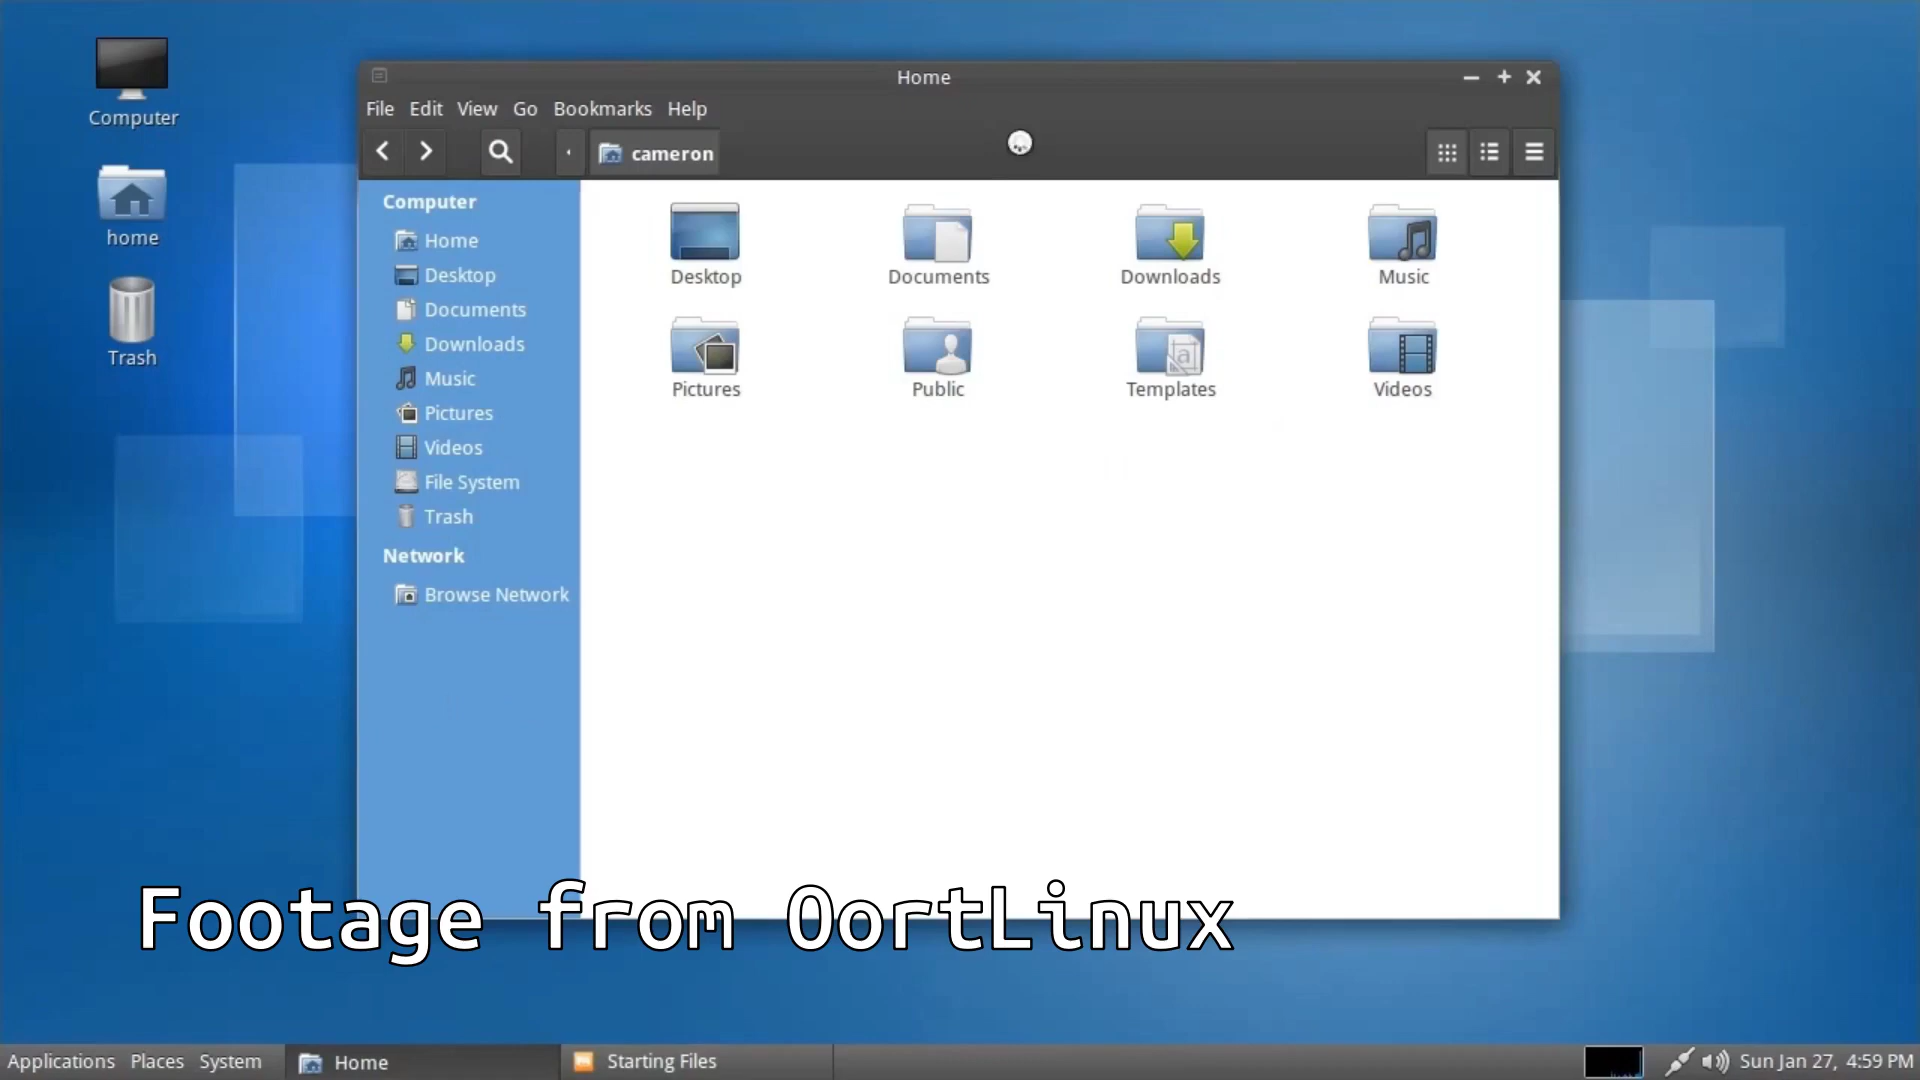 Computer
home
Trash
Home
File Edit View Go Bookmarks Help
cameron
Computer
Home
Desktop
Documents
Downloads
Music
Pictures
Videos
File System
Trash
Network
Browse Network
Desktop Documents Downloads Music
Pictures Public Templates Videos
Footage from OortLinux
Applications Places System Home Starting Files Sun Jan 27, 4:59 PM